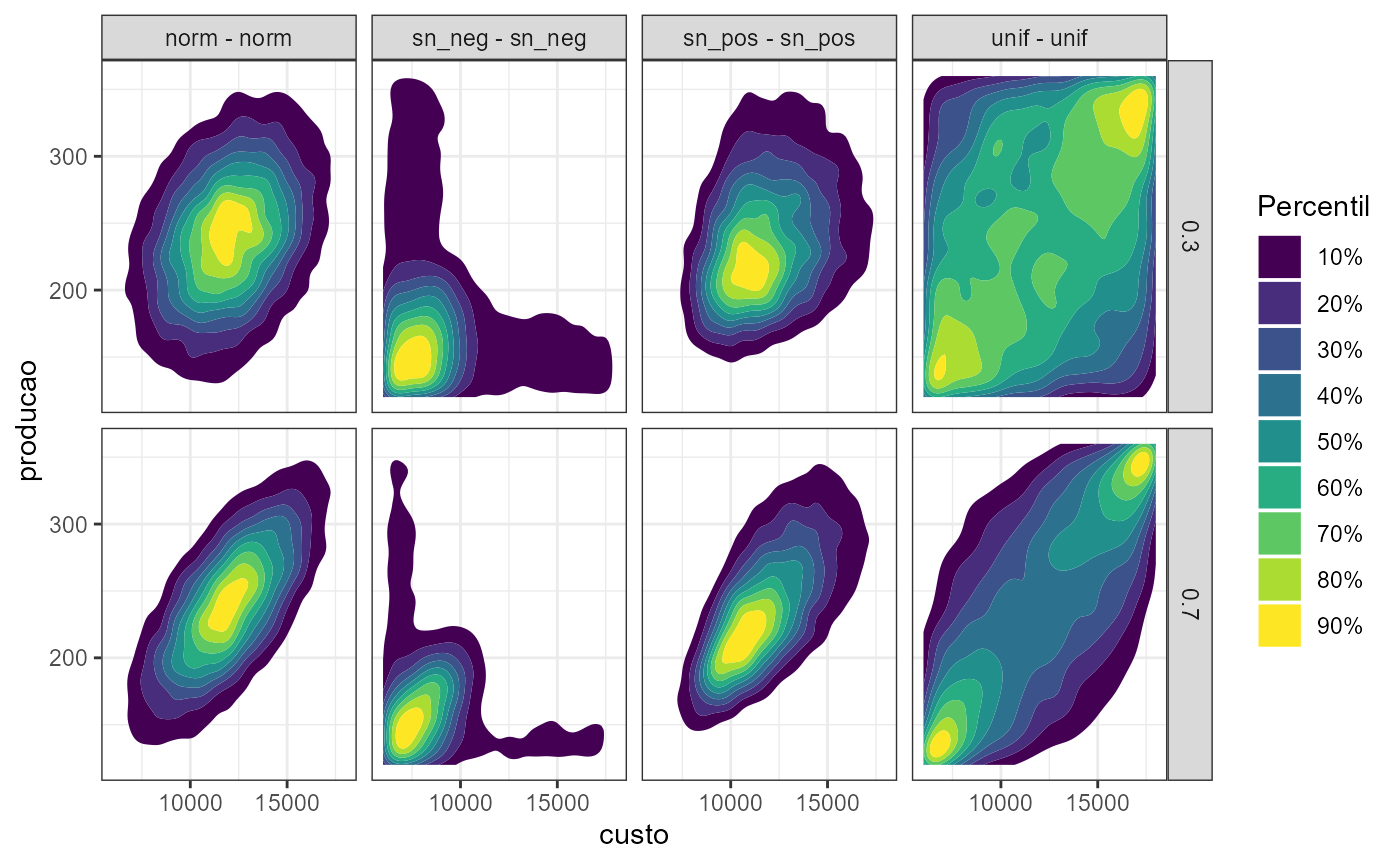 norm - norm
sn_neg - sn_neg
sn_pos - sn_pos
unif - unif
300
200
0.3
300
200
0.7
10000 15000
10000 15000
10000 15000
10000 15000
custo
producao
Percentil
10%
20%
30%
40%
50%
60%
70%
80%
90%